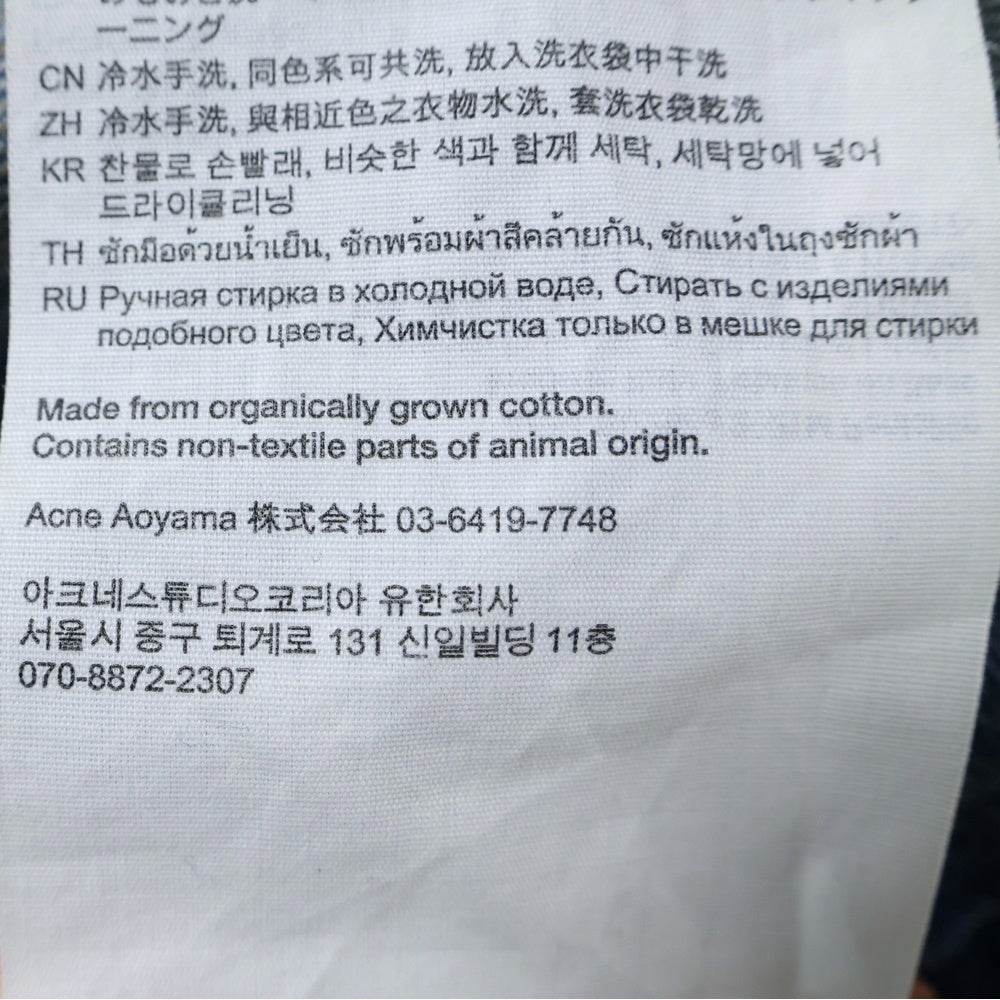 ーニング
CN 冷水手洗, 同色系可共洗, 放入洗衣袋中干洗
ZH 冷水手洗, 與相近色之衣物水洗, 套洗衣袋乾洗
KR 찬물로 손빨래, 비슷한 색과 함께 세탁, 세탁망에 넣어
드라이클리닝
TH ซักมือด้วยน้ำเย็น, ซักพร้อมผ้าสีคล้ายกัน, ซักแห้งในถุงซักผ้า
RU Ручная стирка в холодной воде, Стирать с изделиями
подобного цвета, Химчистка только в мешке для стирки
Made from organically grown cotton.
Contains non-textile parts of animal origin.
Acne Aoyama 株式会社 03-6419-7748
아크네스튜디오코리아 유한회사
서울시 중구 퇴계로 131 신일빌딩 11층
070-8872-2307